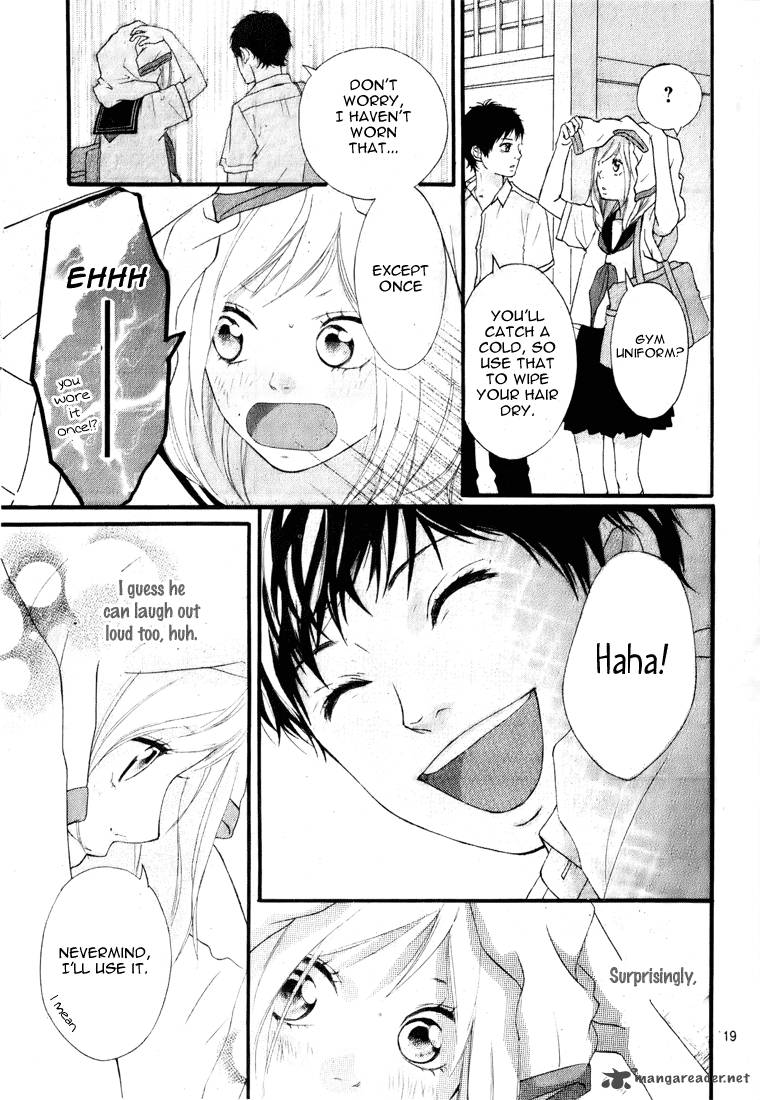 ?
GYM
UNIFORM?
YOU'LL
CATCH A
COLD, SO
USE THAT
TO WIPE
YOUR HAIR
DRY.
DON'T
WORRY,
I HAVEN'T
WORN
THAT...
EXCEPT
ONCE
EHHH
you
wore
it
once!?
Haha!
I guess he
can laugh out
loud too, huh.
NEVERMIND,
I'LL USE IT.
I mean
Surprisingly,
19
mangareader.net